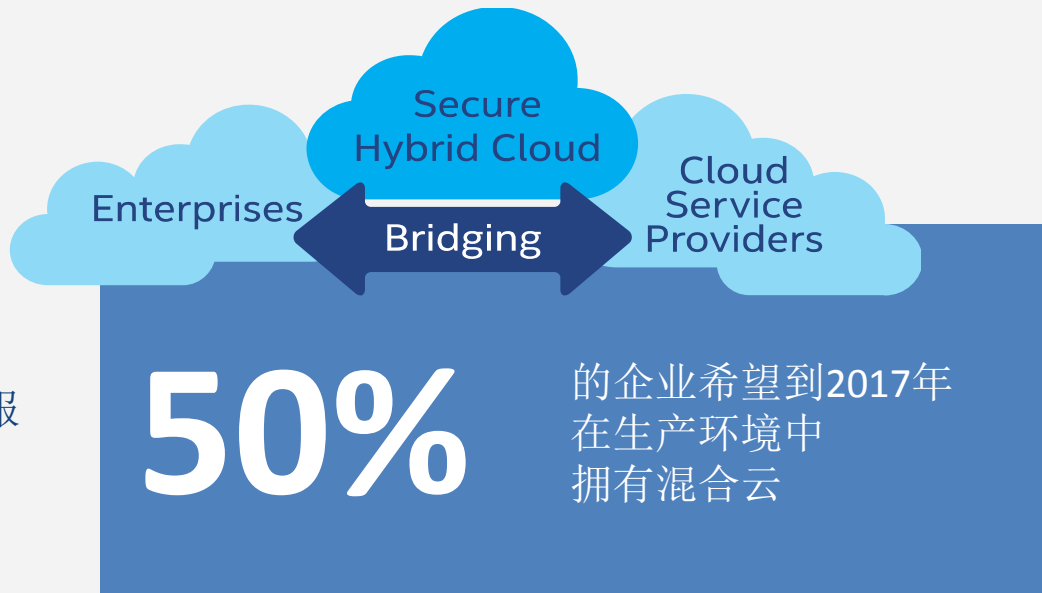 Secure
Hybrid Cloud
Enterprises
Bridging
Cloud
Service
Providers
报
50%
的企业希望到2017年
在生产环境中
拥有混合云